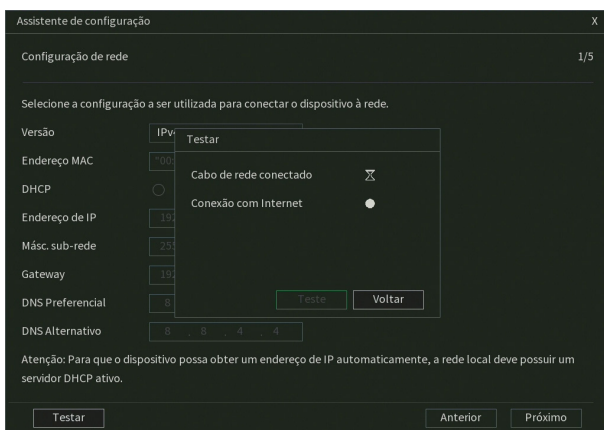 Assistente de configuração X
Configuração de rede 1/5
Selecione a configuração a ser utilizada para conectar o dispositivo à rede.
Versão
Testar
Endereço MAC
Cabo de rede conectado
DHCP
Conexão com Internet
Endereço de IP
Másc. sub-rede
Gateway
Teste Voltar
DNS Preferencial 8
DNS Alternativo 8 . 8 . 4 . 4
Atenção: Para que o dispositivo possa obter um endereço de IP automaticamente, a rede local deve possuir um
servidor DHCP ativo.
Testar Anterior Próximo